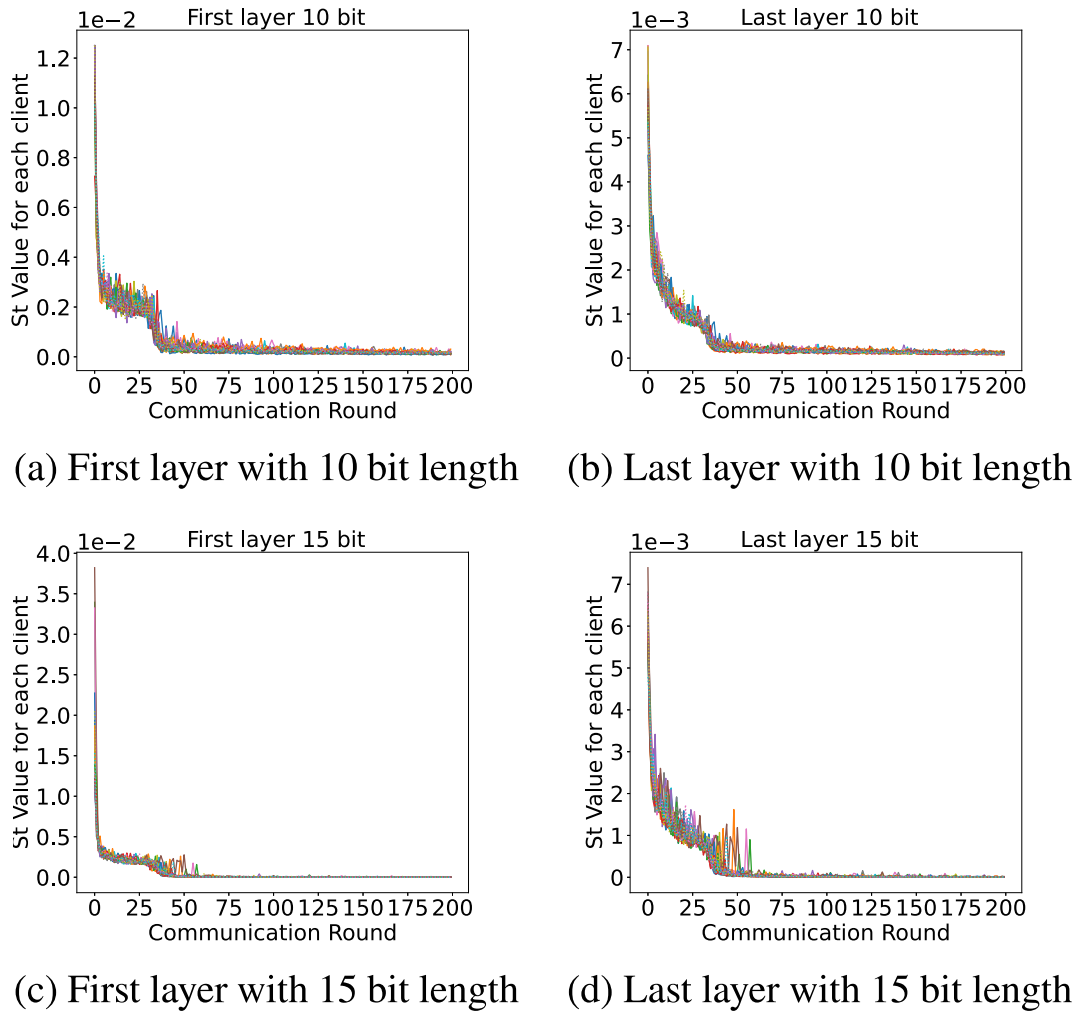 1e−2 First layer 10 bit
St Value for each client
1.2
1.0
0.8
0.6
0.4
0.2
0.0
0 25 50 75 100 125 150 175 200
Communication Round
(a) First layer with 10 bit length
1e−3 Last layer 10 bit
St Value for each client
7
6
5
4
3
2
1
0
0 25 50 75 100 125 150 175 200
Communication Round
(b) Last layer with 10 bit length
1e−2 First layer 15 bit
St Value for each client
4.0
3.5
3.0
2.5
2.0
1.5
1.0
0.5
0.0
0 25 50 75 100 125 150 175 200
Communication Round
(c) First layer with 15 bit length
1e−3 Last layer 15 bit
St Value for each client
7
6
5
4
3
2
1
0
0 25 50 75 100 125 150 175 200
Communication Round
(d) Last layer with 15 bit length